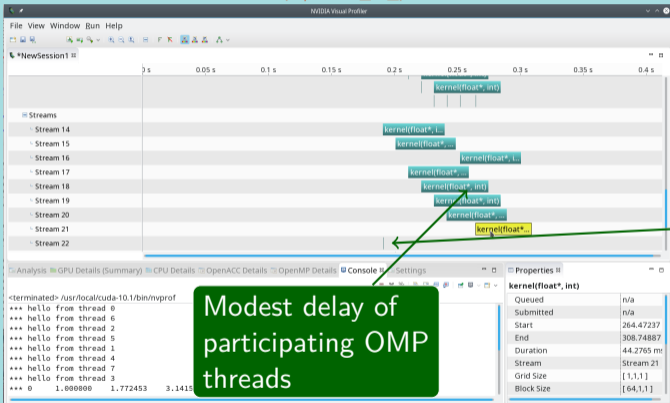 NVIDIA Visual Profiler
File View Window Run Help
*NewSession1
0 s 0.05 s 0.1 s 0.15 s 0.2 s 0.25 s 0.3 s 0.35 s 0.4 s
kernel(float*, int)
Streams
Stream 14 kernel(float*, i...
Stream 15 kernel(float*, ...
Stream 16 kernel(float*, i...
Stream 17 kernel(float*, ...
Stream 18 kernel(float*, int)
Stream 19 kernel(float*, int)
Stream 20 kernel(float*, ...
Stream 21 kernel(float*...
Stream 22
Analysis GPU Details (Summary) CPU Details OpenACC Details OpenMP Details Console Settings
<terminated> /usr/local/cuda-10.1/bin/nvprof
*** hello from thread 0
*** hello from thread 6
*** hello from thread 2
*** hello from thread 5
*** hello from thread 1
*** hello from thread 4
*** hello from thread 7
*** hello from thread 3
*** 0 1.000000 1.772453 3.1415
Modest delay of
participating OMP
threads
Properties
kernel(float*, int)
Queued n/a
Submitted n/a
Start 264.47237
End 308.74887
Duration 44.2765 ms
Stream Stream 21
Grid Size [ 1,1,1 ]
Block Size [ 64,1,1 ]